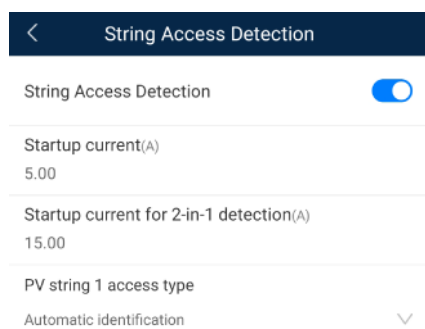 String Access Detection
String Access Detection
Startup current(A)
5.00
Startup current for 2-in-1 detection(A)
15.00
PV string 1 access type
Automatic identification